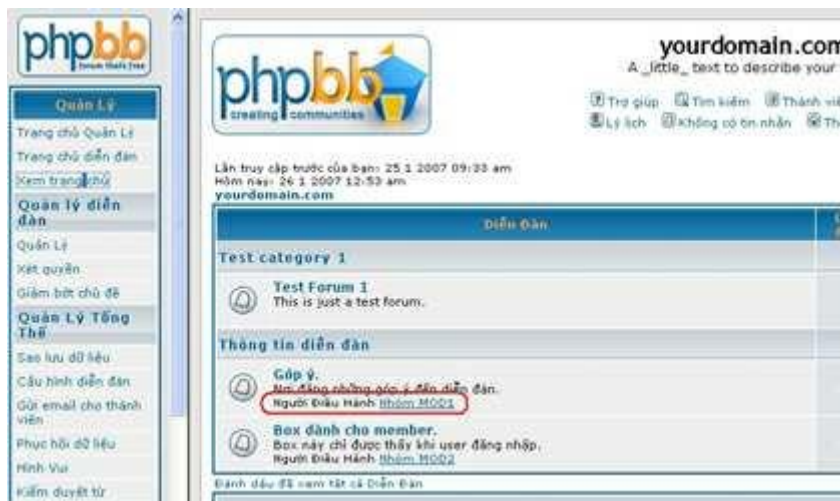 phpbb
forum that's free
Quản Lý
Trang chủ Quản Lý
Trang chủ diễn đàn
Xem trang chủ
Quản lý diễn
đàn
Quản Lý
Xét quyền
Giảm bớt chủ đề
Quản Lý Tổng
Thể
Sao lưu dữ liệu
Cấu hình diễn đàn
Gửi email cho thành
viên
Phục hồi dữ liệu
Hình Vui
Kiểm duyệt từ
phpbb
creating communities
yourdomain.com
A _little_ text to describe your
Trợ giúp Tìm kiếm Thành viê
Lý lịch Không có tin nhắn Th
Lần truy cập trước của bạn: 25 1 2007 09:33 am
Hôm nay: 26 1 2007 12:53 am
yourdomain.com
Diễn Đàn
Test category 1
Test Forum 1
This is just a test forum.
Thông tin diễn đàn
Góp ý.
Nơi đăng những góp ý đến diễn đàn.
Người Điều Hành Nhóm MOD1
Box dành cho member.
Box này chỉ được thấy khi user đăng nhập.
Người Điều Hành Nhóm MOD2
Đánh dấu đã xem tất cả Diễn Đàn